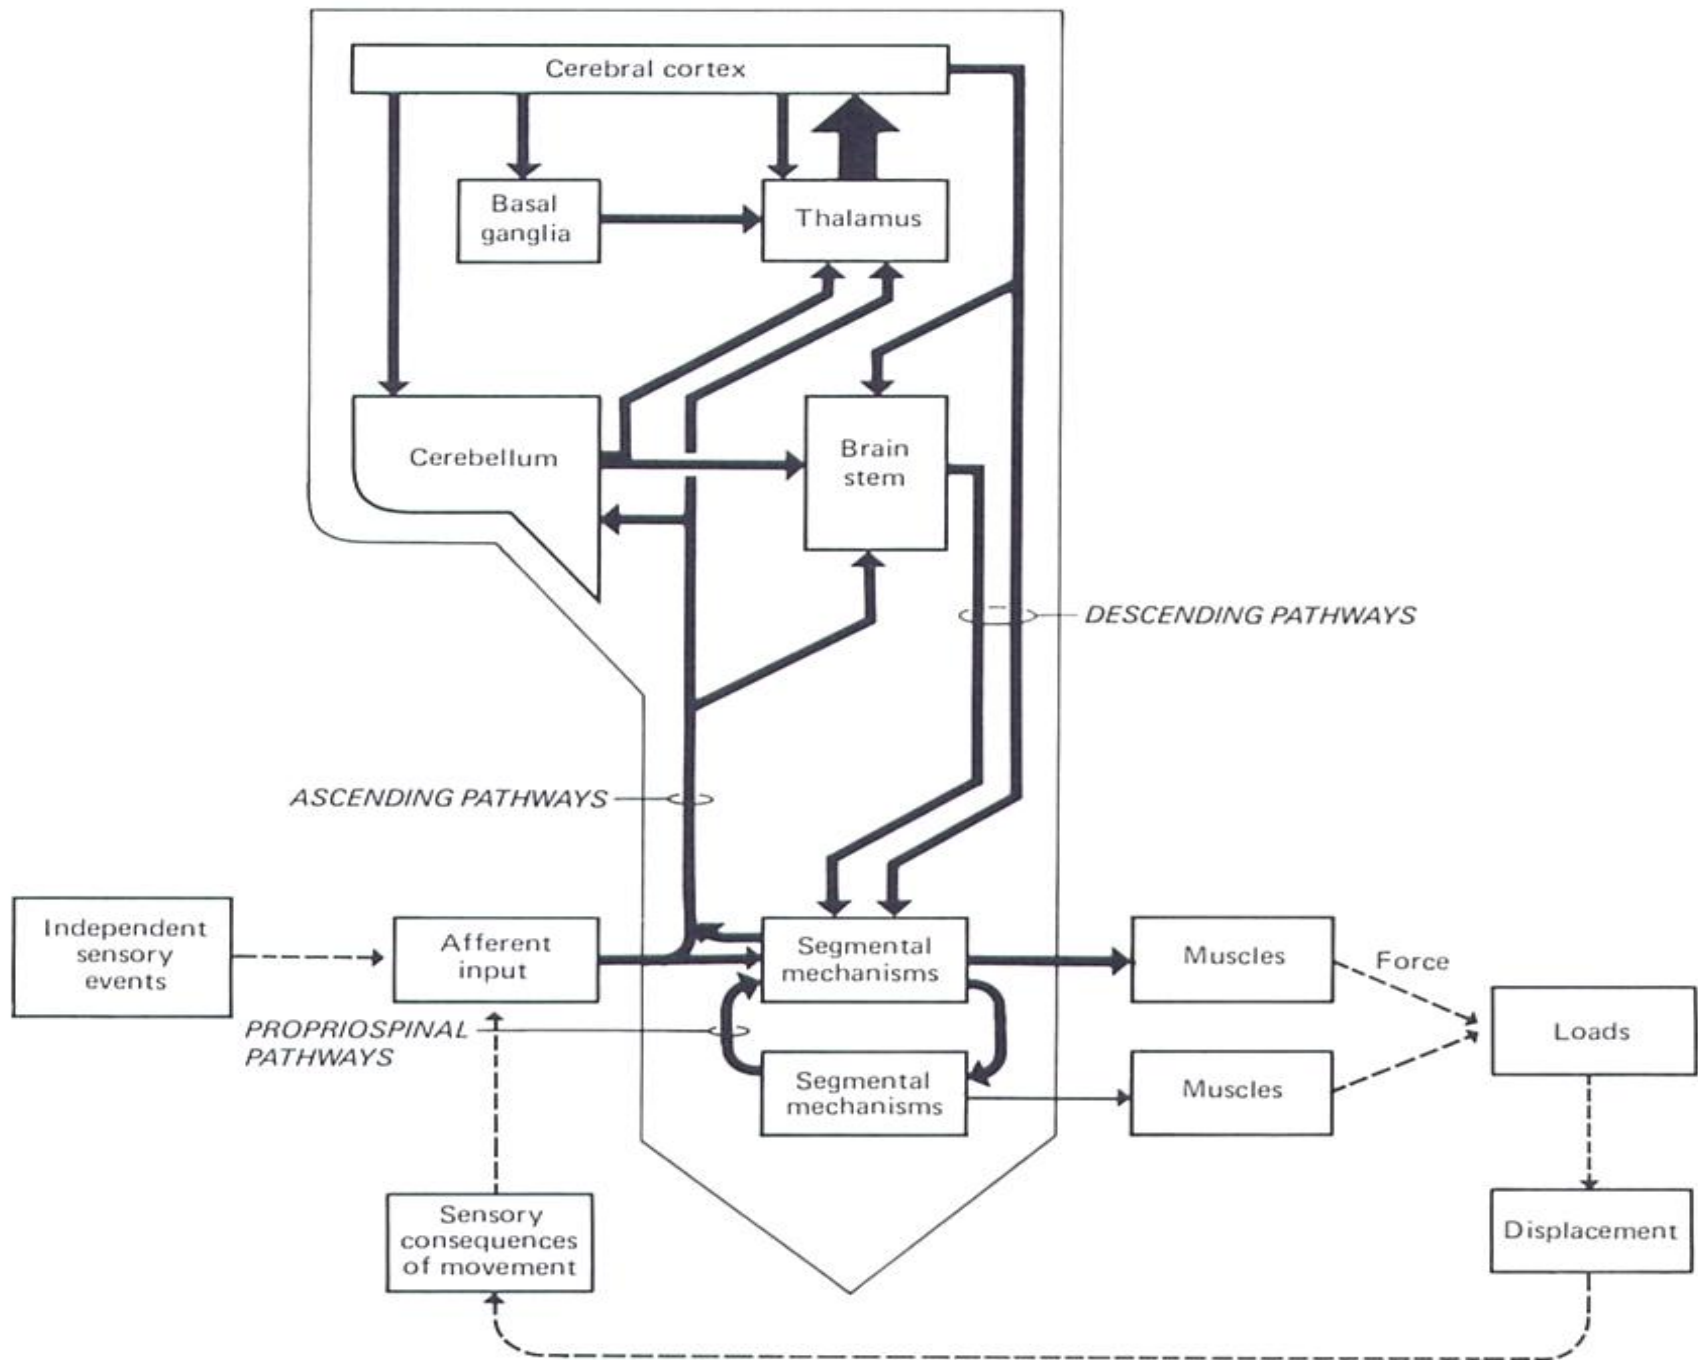 Cerebral cortex
Basal
ganglia
Thalamus
Cerebellum
Brain
stem
DESCENDING PATHWAYS
ASCENDING PATHWAYS
Independent
sensory
events
Afferent
input
Segmental
mechanisms
Muscles
Force
Loads
PROPRIOSPINAL
PATHWAYS
Segmental
mechanisms
Muscles
Sensory
consequences
of movement
Displacement